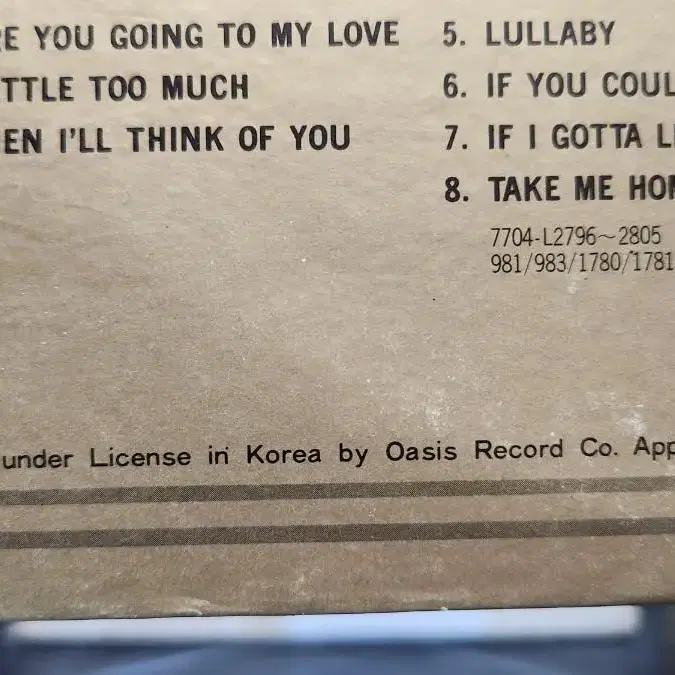 E YOU GOING TO MY LOVE
TTLE TOO MUCH
EN I'LL THINK OF YOU
5. LULLABY
6. IF YOU COUL
7. IF I GOTTA L
8. TAKE ME HO
7704-L2796~2805
981/983/1780/1781
under License in Korea by Oasis Record Co. App